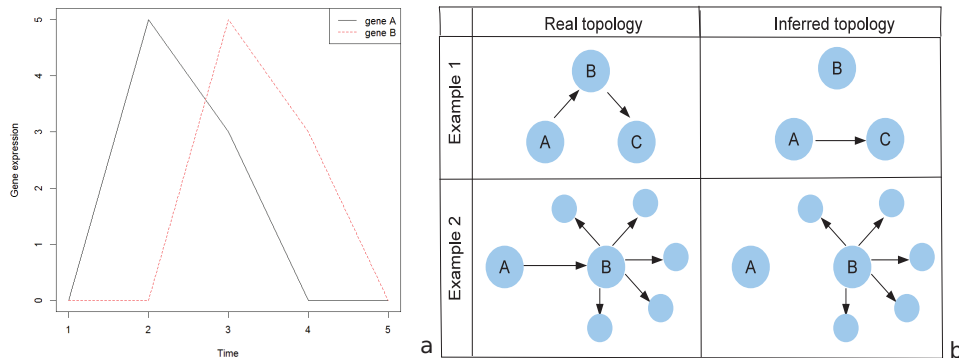 gene A
gene B
Gene expression
5
4
3
2
1
0
1 2 3 4 5
Time
a
Real topology Inferred topology
Example 1
B
A
C
B
A
C
Example 2
A
B
A
B
b